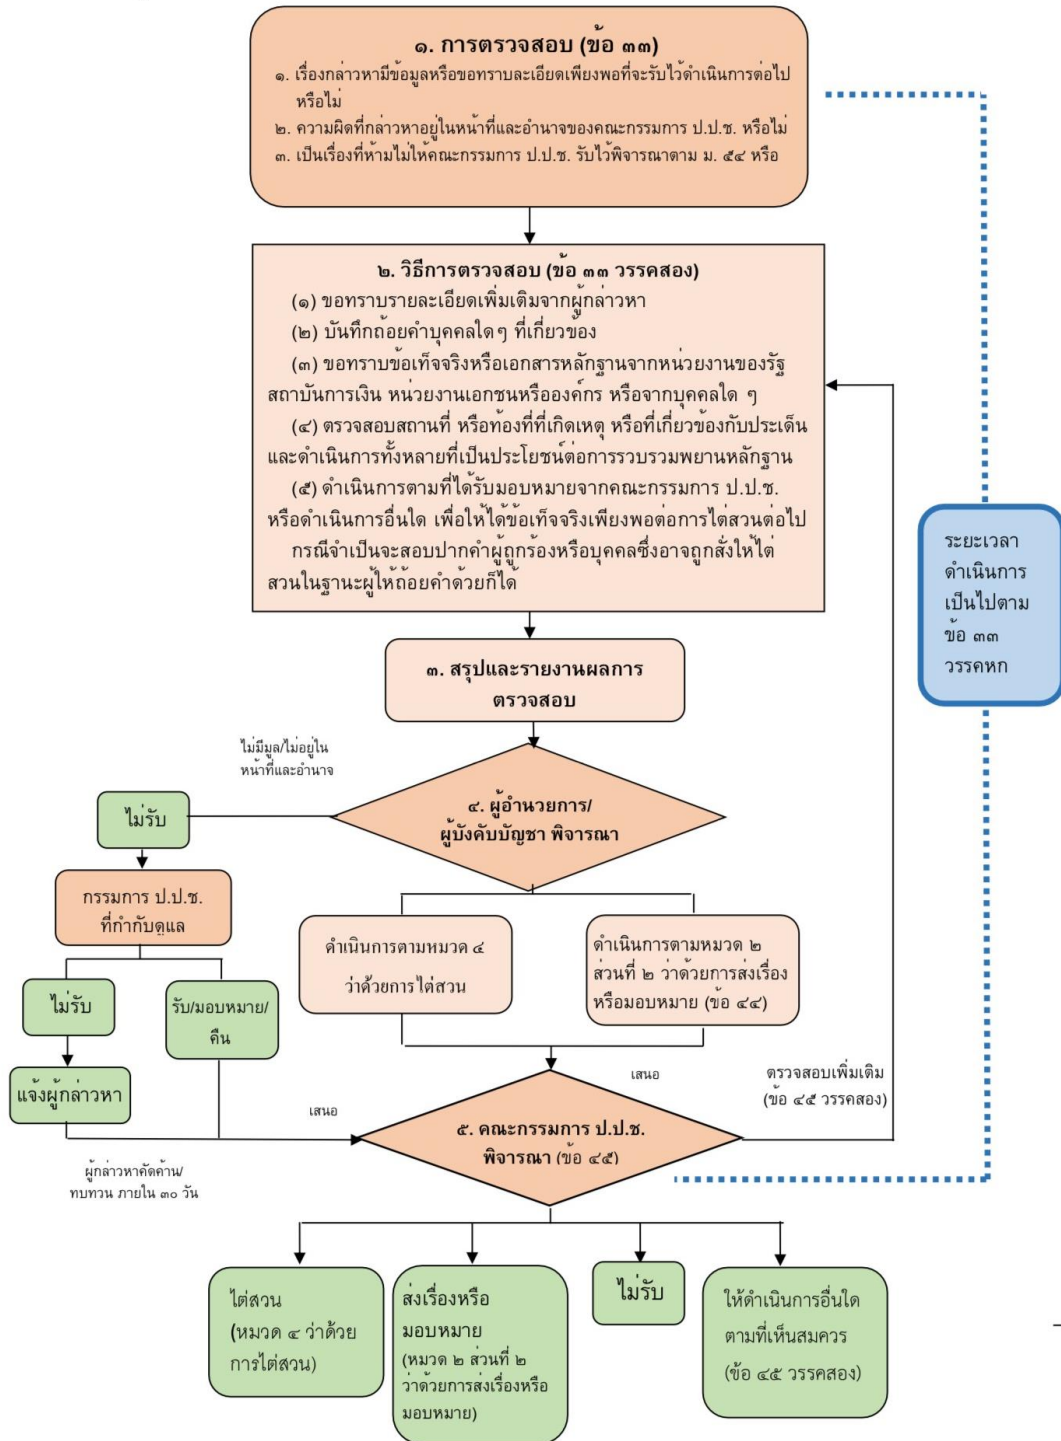 ๑. การตรวจสอบ (ข้อ ๓๓)
๑. เรื่องกล่าวหามีข้อมูลหรือขอทราบละเอียดเพียงพอที่จะรับไว้ดำเนินการต่อไป
หรือไม่
๒. ความผิดที่กล่าวหาอยู่ในหน้าที่และอำนาจของคณะกรรมการ ป.ป.ช. หรือไม่
๓. เป็นเรื่องที่ห้ามไม่ให้คณะกรรมการ ป.ป.ช. รับไว้พิจารณาตาม ม. ๕๔ หรือ
๒. วิธีการตรวจสอบ (ข้อ ๓๓ วรรคสอง)
(๑) ขอทราบรายละเอียดเพิ่มเติมจากผู้กล่าวหา
(๒) บันทึกถ้อยคำบุคคลใดๆ ที่เกี่ยวข้อง
(๓) ขอทราบข้อเท็จจริงหรือเอกสารหลักฐานจากหน่วยงานของรัฐ
สถาบันการเงิน หน่วยงานเอกชนหรือองค์กร หรือจากบุคคลใด ๆ
(๔) ตรวจสอบสถานที่ หรือท้องที่ที่เกิดเหตุ หรือที่เกี่ยวข้องกับประเด็น
และดำเนินการทั้งหลายที่เป็นประโยชน์ต่อการรวบรวมพยานหลักฐาน
(๕) ดำเนินการตามที่ได้รับมอบหมายจากคณะกรรมการ ป.ป.ช.
หรือดำเนินการอื่นใด เพื่อให้ได้ข้อเท็จจริงเพียงพอต่อการไต่สวนต่อไป
กรณีจำเป็นจะสอบปากคำผู้ถูกร้องหรือบุคคลซึ่งอาจถูกสั่งให้ไต่
สวนในฐานะผู้ให้ถ้อยคำด้วยก็ได้
ระยะเวลา
ดำเนินการ
เป็นไปตาม
ข้อ ๓๓
วรรคหก
๓. สรุปและรายงานผลการ
ตรวจสอบ
ไม่มีมูล/ไม่อยู่ใน
หน้าที่และอำนาจ
๔. ผู้อำนวยการ/
ผู้บังคับบัญชา พิจารณา
ไม่รับ
กรรมการ ป.ป.ช.
ที่กำกับดูแล
ดำเนินการตามหมวด ๔
ว่าด้วยการไต่สวน
ดำเนินการตามหมวด ๒
ส่วนที่ ๒ ว่าด้วยการส่งเรื่อง
หรือมอบหมาย (ข้อ ๔๔)
ไม่รับ
รับ/มอบหมาย/
คืน
แจ้งผู้กล่าวหา
เสนอ
เสนอ
ตรวจสอบเพิ่มเติม
(ข้อ ๔๕ วรรคสอง)
๕. คณะกรรมการ ป.ป.ช.
พิจารณา (ข้อ ๔๕)
ผู้กล่าวหาคัดค้าน/
ทบทวน ภายใน ๓๐ วัน
ไต่สวน
(หมวด ๔ ว่าด้วย
การไต่สวน)
ส่งเรื่องหรือ
มอบหมาย
(หมวด ๒ ส่วนที่ ๒
ว่าด้วยการส่งเรื่องหรือ
มอบหมาย)
ไม่รับ
ให้ดำเนินการอื่นใด
ตามที่เห็นสมควร
(ข้อ ๔๕ วรรคสอง)